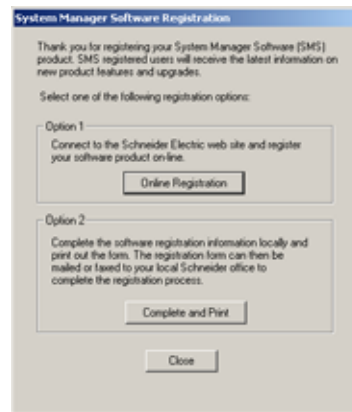 System Manager Software Registration
Thank you for registering your System Manager Software (SMS)
product. SMS registered users will receive the latest information on
new product features and upgrades.
Select one of the following registration options:
Option 1
Connect to the Schneider Electric web site and register
your software product on-line.
Online Registration
Option 2
Complete the software registration information locally and
print out the form. The registration form can then be
mailed or faxed to your local Schneider office to
complete the registration process.
Complete and Print
Close